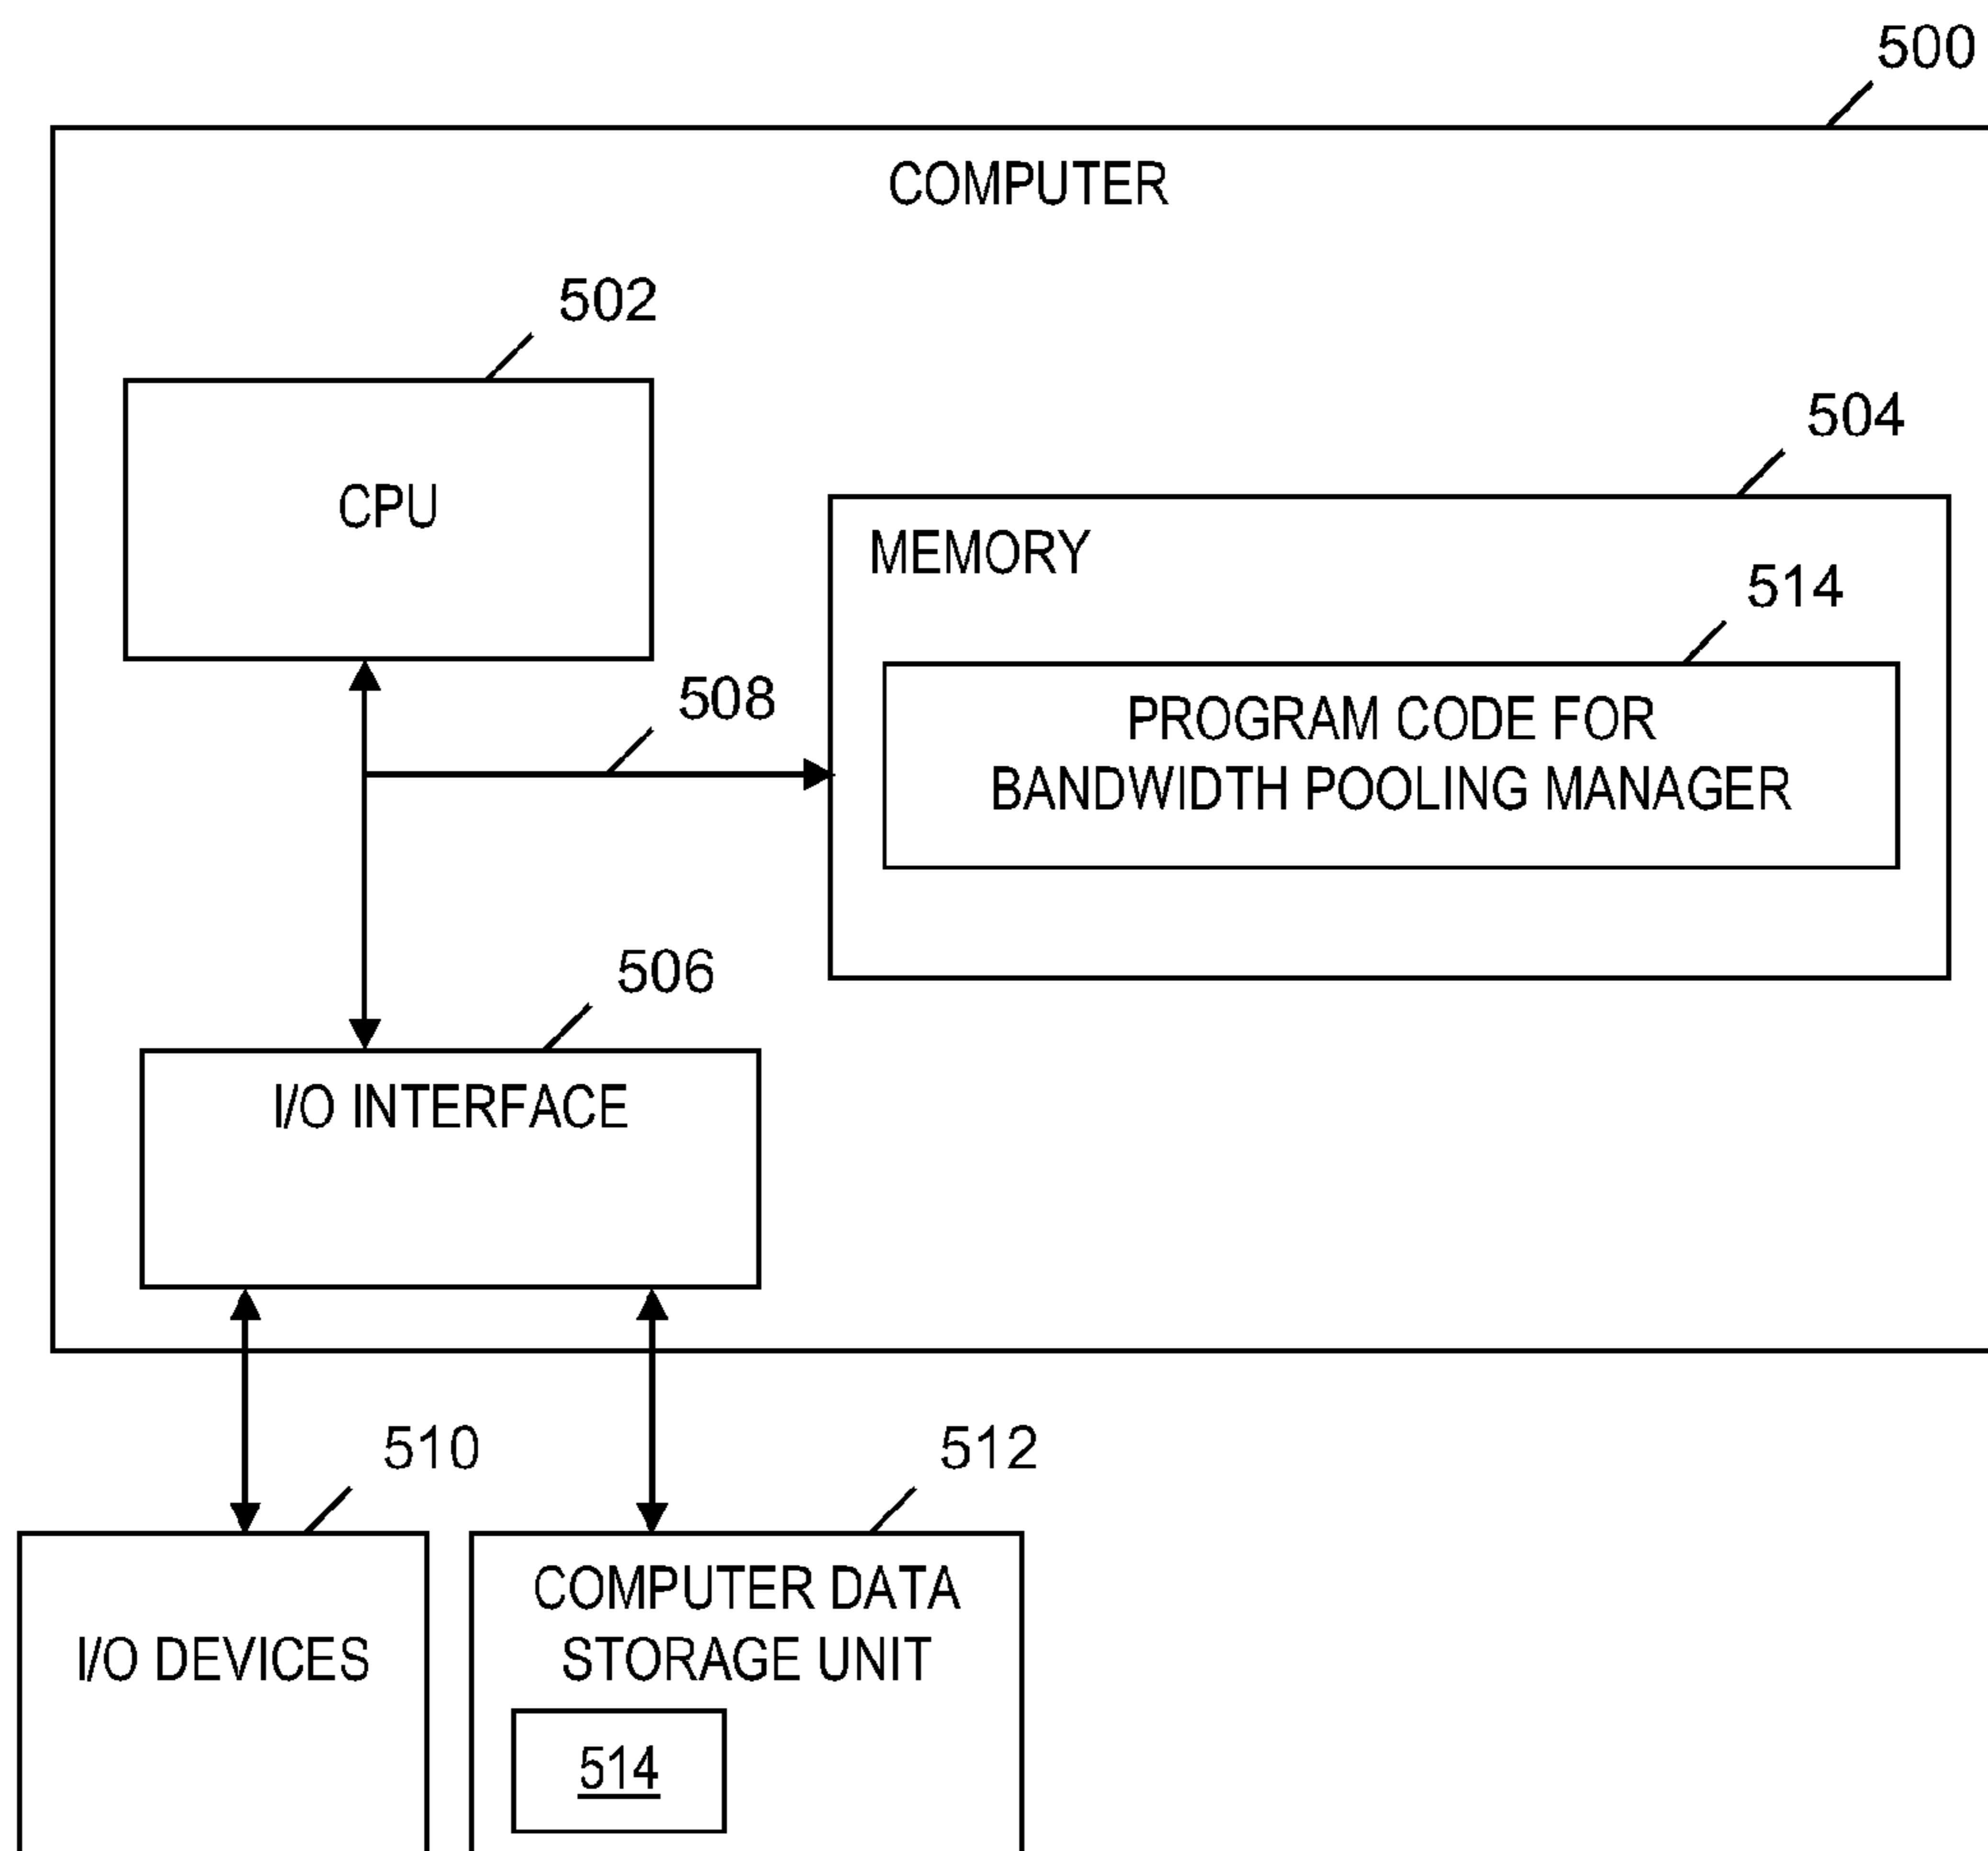 500
COMPUTER
502
CPU
504
MEMORY
514
PROGRAM CODE FOR
BANDWIDTH POOLING MANAGER
508
506
I/O INTERFACE
510
512
I/O DEVICES
COMPUTER DATA
STORAGE UNIT
514